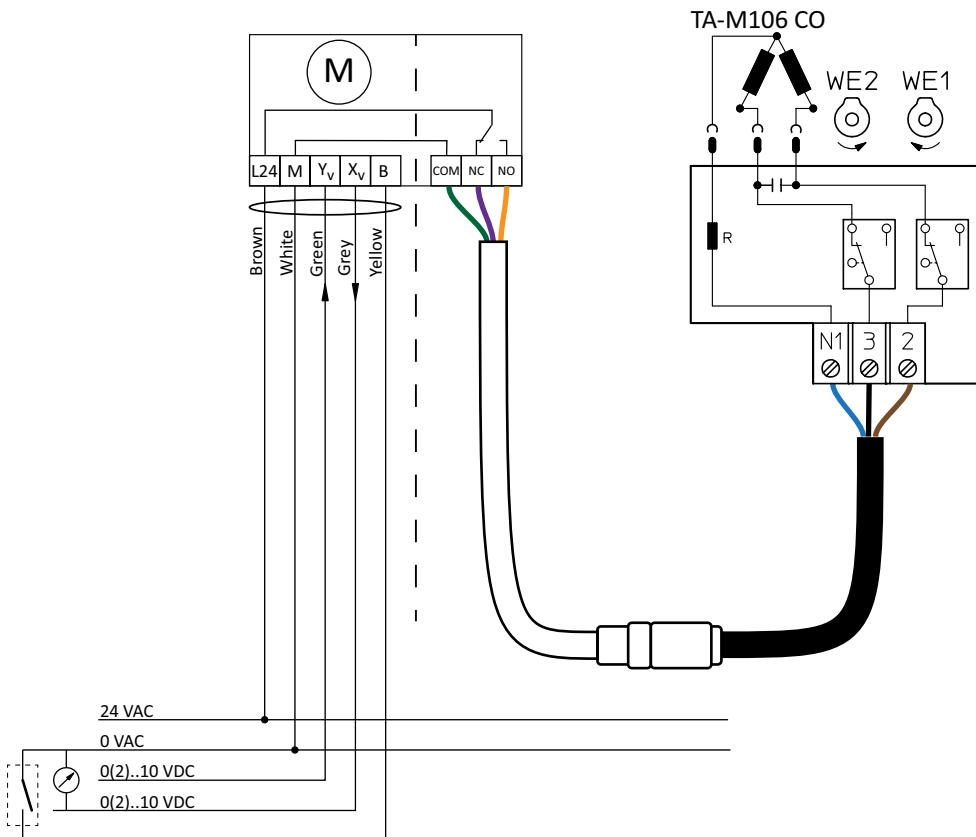 TA-M106 CO
M
WE2 WE1
L24 M Yv Xv B COM NC NO
R
Brown
White
Green
Grey
Yellow
N1 3 2
24 VAC
0 VAC
0(2)..10 VDC
0(2)..10 VDC